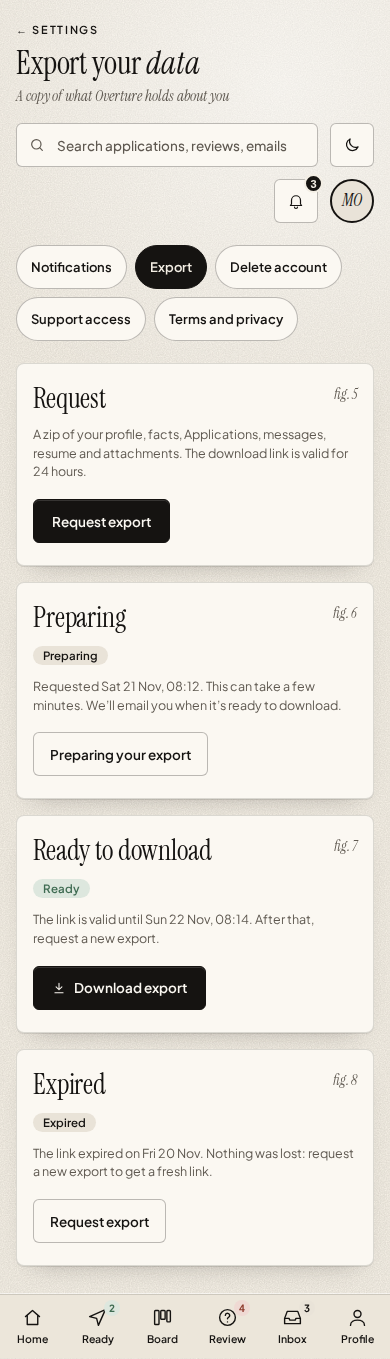 ← SETTINGS
Export your data
A copy of what Overture holds about you
Search applications, reviews, emails
3
MO
Notifications
Export
Delete account
Support access
Terms and privacy
Request
fig. 5
A zip of your profile, facts, Applications, messages,
resume and attachments. The download link is valid for
24 hours.
Request export
Preparing
fig. 6
Preparing
Requested Sat 21 Nov, 08:12. This can take a few
minutes. We’ll email you when it’s ready to download.
Preparing your export
Ready to download
fig. 7
Ready
The link is valid until Sun 22 Nov, 08:14. After that,
request a new export.
Download export
Expired
fig. 8
Expired
The link expired on Fri 20 Nov. Nothing was lost: request
a new export to get a fresh link.
Request export
2
4
3
Home
Ready
Board
Review
Inbox
Profile